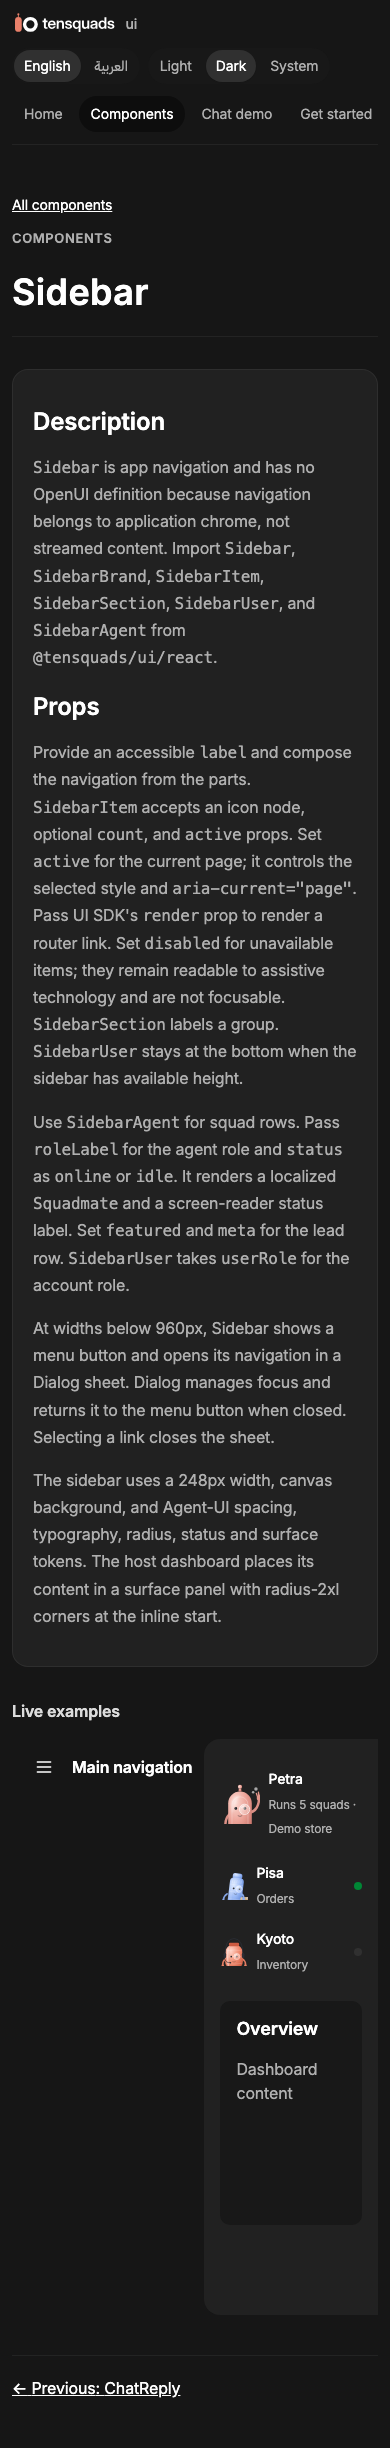 tensquads ui
English العربية Light Dark System
Home Components Chat demo Get started
All components
COMPONENTS
Sidebar
Description
Sidebar is app navigation and has no
OpenUI definition because navigation
belongs to application chrome, not
streamed content. Import Sidebar,
SidebarBrand, SidebarItem,
SidebarSection, SidebarUser, and
SidebarAgent from
@tensquads/ui/react.
Props
Provide an accessible label and compose
the navigation from the parts.
SidebarItem accepts an icon node,
optional count, and active props. Set
active for the current page; it controls the
selected style and aria-current="page".
Pass UI SDK's render prop to render a
router link. Set disabled for unavailable
items; they remain readable to assistive
technology and are not focusable.
SidebarSection labels a group.
SidebarUser stays at the bottom when the
sidebar has available height.
Use SidebarAgent for squad rows. Pass
roleLabel for the agent role and status
as online or idle. It renders a localized
Squadmate and a screen-reader status
label. Set featured and meta for the lead
row. SidebarUser takes userRole for the
account role.
At widths below 960px, Sidebar shows a
menu button and opens its navigation in a
Dialog sheet. Dialog manages focus and
returns it to the menu button when closed.
Selecting a link closes the sheet.
The sidebar uses a 248px width, canvas
background, and Agent-UI spacing,
typography, radius, status and surface
tokens. The host dashboard places its
content in a surface panel with radius-2xl
corners at the inline start.
Live examples
Main navigation
Petra
Runs 5 squads ·
Demo store
Pisa
Orders
Kyoto
Inventory
Overview
Dashboard
content
← Previous: ChatReply